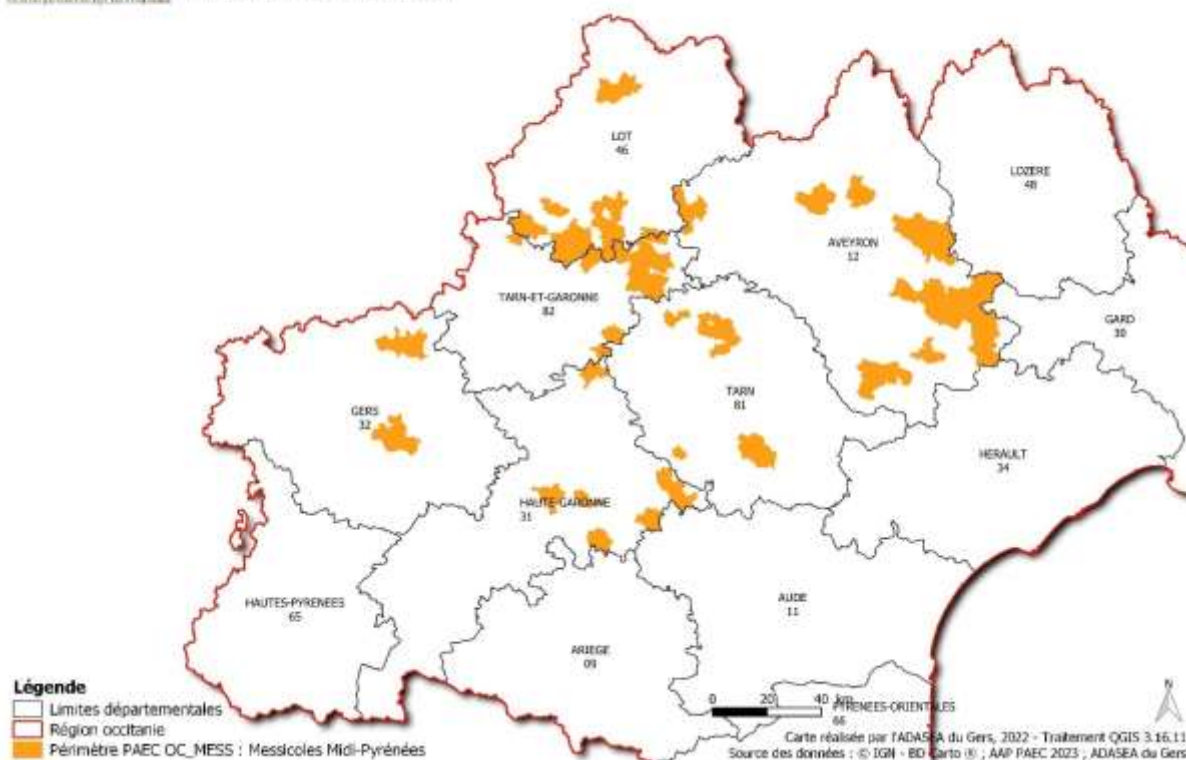 LOT
46
LOZERE
48
AVEYRON
12
TARN-ET-GARONNE
82
GARD
30
GERS
32
TARN
81
HERAULT
34
HAUTE-GARONNE
31
HAUTES-PYRENEES
65
AUDE
11
ARIEGE
09
Légende
Limites départementales
Région occitanie
Périmètre PAEC OC_MESS : Messicoles Midi-Pyrénées
0 20 40 km
PYRENEES-ORIENTALES
66
N
Carte réalisée par l'ADASEA du Gers, 2022 - Traitement QGIS 3.16.11
Source des données : © IGN - BD Carto ® ; AAP PAEC 2023 ; ADASEA du Gers